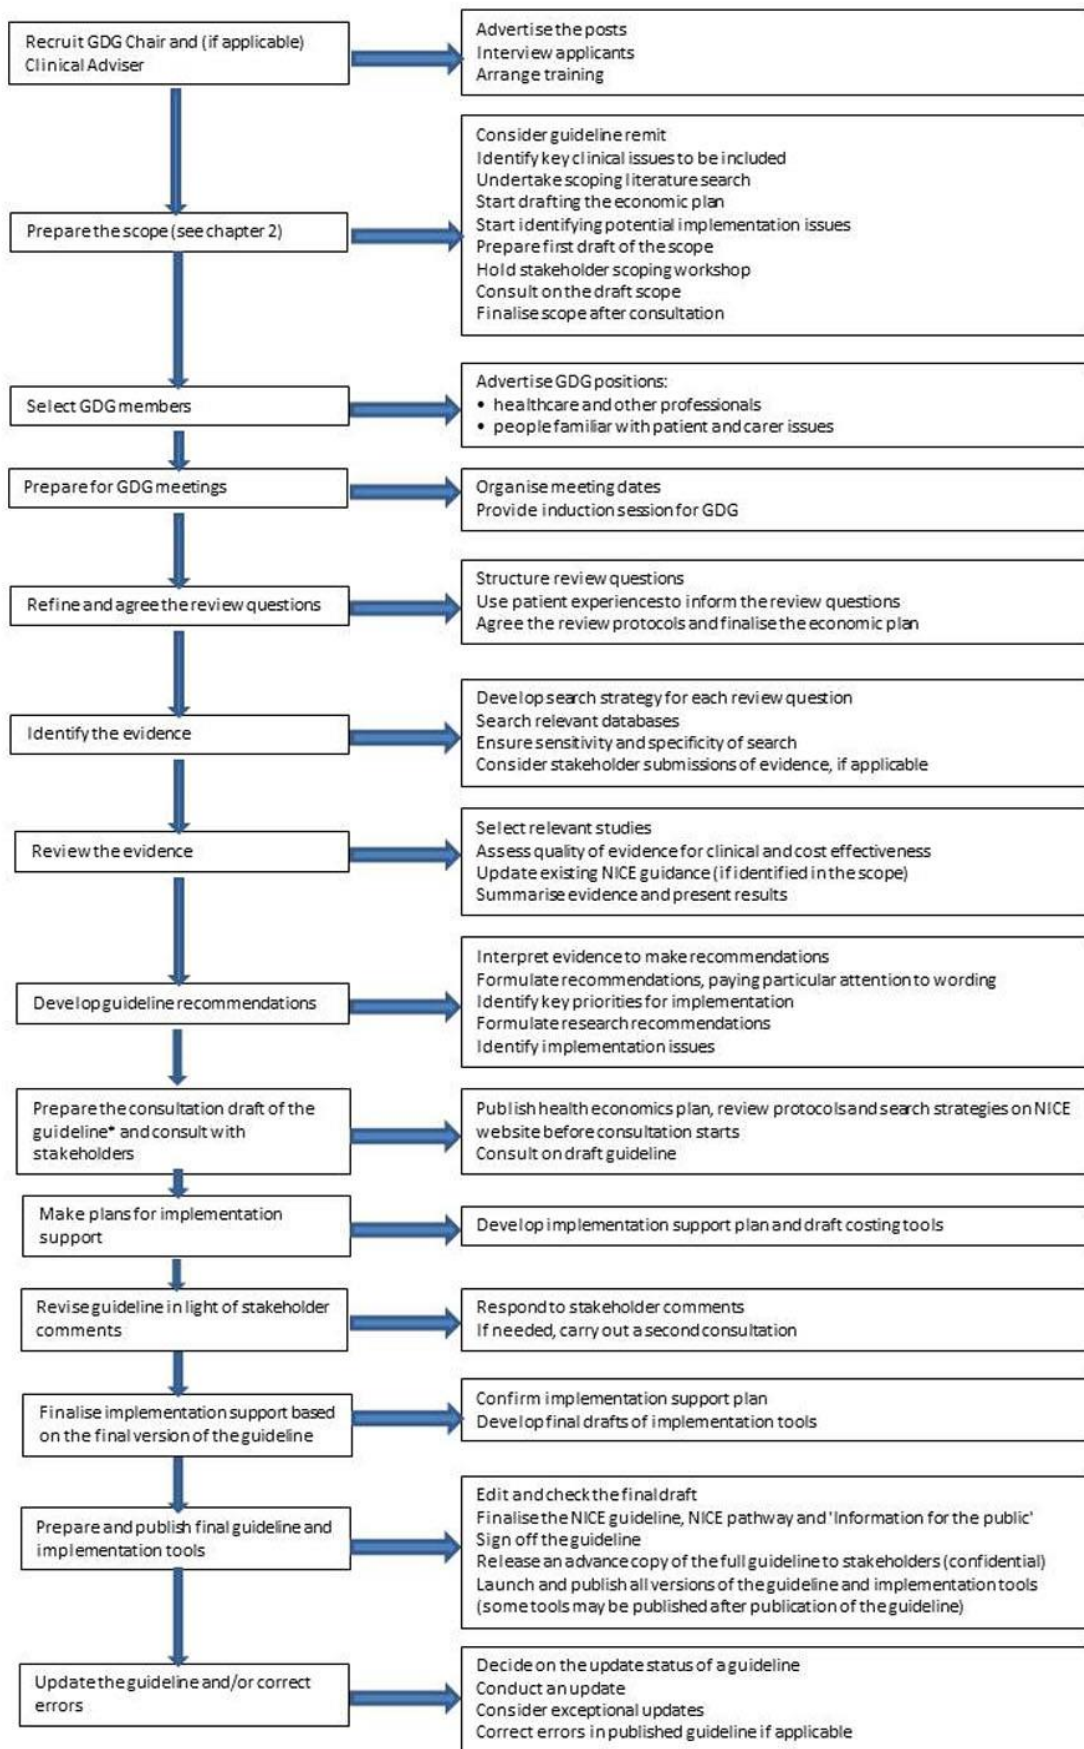 Recruit GDG Chair and (if applicable)
Clinical Adviser
Advertise the posts
Interview applicants
Arrange training
Prepare the scope (see chapter 2)
Consider guideline remit
Identify key clinical issues to be included
Undertake scoping literature search
Start drafting the economic plan
Start identifying potential implementation issues
Prepare first draft of the scope
Hold stakeholder scoping workshop
Consult on the draft scope
Finalise scope after consultation
Select GDG members
Advertise GDG positions:
• healthcare and other professionals
• people familiar with patient and carer issues
Prepare for GDG meetings
Organise meeting dates
Provide induction session for GDG
Refine and agree the review questions
Structure review questions
Use patient experiences to inform the review questions
Agree the review protocols and finalise the economic plan
Identify the evidence
Develop search strategy for each review question
Search relevant databases
Ensure sensitivity and specificity of search
Consider stakeholder submissions of evidence, if applicable
Review the evidence
Select relevant studies
Assess quality of evidence for clinical and cost effectiveness
Update existing NICE guidance (if identified in the scope)
Summarise evidence and present results
Develop guideline recommendations
Interpret evidence to make recommendations
Formulate recommendations, paying particular attention to wording
Identify key priorities for implementation
Formulate research recommendations
Identify implementation issues
Prepare the consultation draft of the
guideline* and consult with
stakeholders
Publish health economics plan, review protocols and search strategies on NICE
website before consultation starts
Consult on draft guideline
Make plans for implementation
support
Develop implementation support plan and draft costing tools
Revise guideline in light of stakeholder
comments
Respond to stakeholder comments
If needed, carry out a second consultation
Finalise implementation support based
on the final version of the guideline
Confirm implementation support plan
Develop final drafts of implementation tools
Prepare and publish final guideline and
implementation tools
Edit and check the final draft
Finalise the NICE guideline, NICE pathway and 'Information for the public'
Sign off the guideline
Release an advance copy of the full guideline to stakeholders (confidential)
Launch and publish all versions of the guideline and implementation tools
(some tools may be published after publication of the guideline)
Update the guideline and/or correct
errors
Decide on the update status of a guideline
Conduct an update
Consider exceptional updates
Correct errors in published guideline if applicable